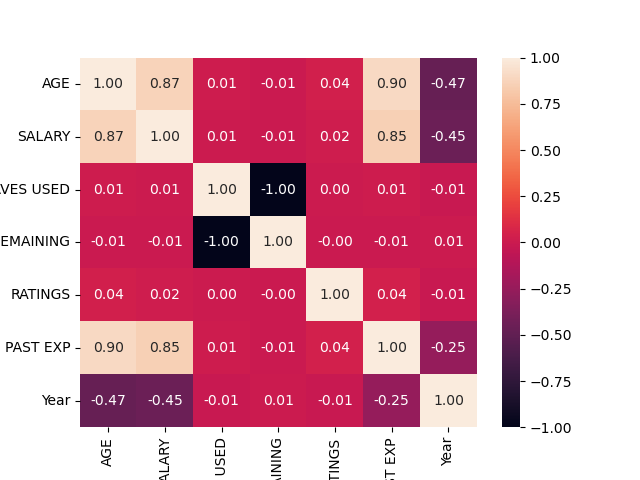 AGE 1.00 0.87 0.01 -0.01 0.04 0.90 -0.47
SALARY 0.87 1.00 0.01 -0.01 0.02 0.85 -0.45
VES USED 0.01 0.01 1.00 -1.00 0.00 0.01 -0.01
EMAINING -0.01 -0.01 -1.00 1.00 -0.00 -0.01 0.01
RATINGS 0.04 0.02 0.00 -0.00 1.00 0.04 -0.01
PAST EXP 0.90 0.85 0.01 -0.01 0.04 1.00 -0.25
Year -0.47 -0.45 -0.01 0.01 -0.01 -0.25 1.00
AGE
ALARY
USED
AINING
TINGS
T EXP
Year
1.00
0.75
0.50
0.25
0.00
−0.25
−0.50
−0.75
−1.00